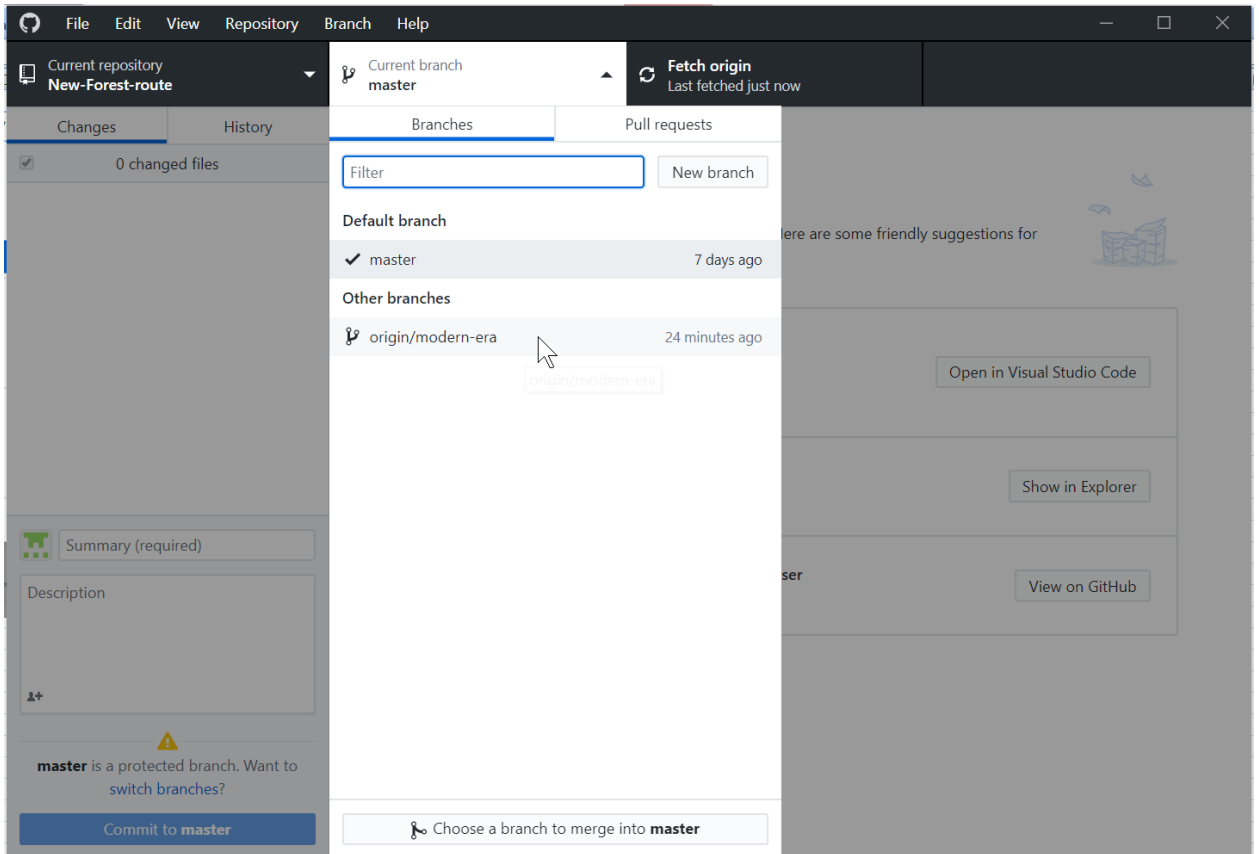 File Edit View Repository Branch Help
Current repository
New-Forest-route
Current branch
master
Fetch origin
Last fetched just now
Changes History
Branches Pull requests
0 changed files
Filter
New branch
Default branch
master 7 days ago
Other branches
origin/modern-era 24 minutes ago
origin/modern-era
ere are some friendly suggestions for
Open in Visual Studio Code
Show in Explorer
ser
View on GitHub
Summary (required)
Description
master is a protected branch. Want to
switch branches?
Commit to master
Choose a branch to merge into master